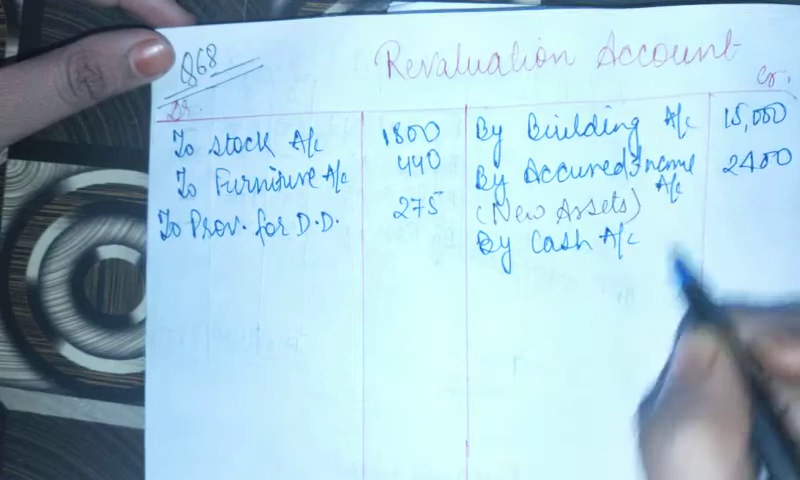 Q68
Revaluation Account
Dr.
Cr.
To Stock A/c 1800 By Building A/c 15,000
To Furniture A/c 440 By Accured Income A/c 2400
To Prov. for D.D. 275 (New Assets)
By Cash A/c